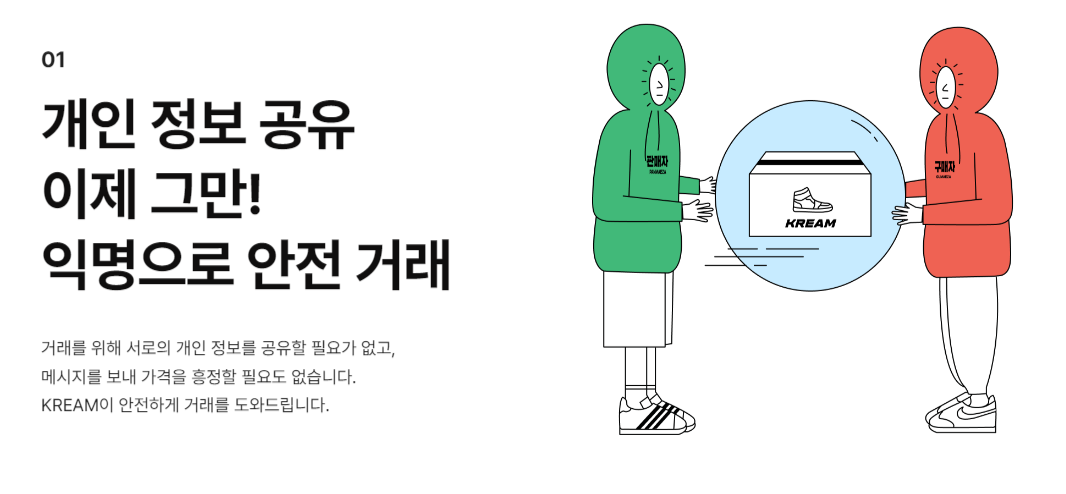 01
개인 정보 공유
이제 그만!
익명으로 안전 거래
거래를 위해 서로의 개인 정보를 공유할 필요가 없고,
메시지를 보내 가격을 흥정할 필요도 없습니다.
KREAM이 안전하게 거래를 도와드립니다.
판매자
구매자
KREAM